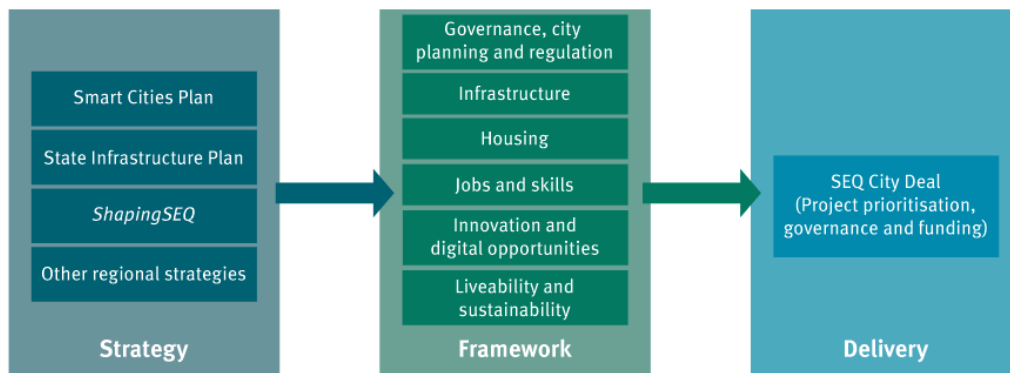 Smart Cities Plan
State Infrastructure Plan
ShapingSEQ
Other regional strategies
Strategy
Governance, city
planning and regulation
Infrastructure
Housing
Jobs and skills
Innovation and
digital opportunities
Liveability and
sustainability
Framework
SEQ City Deal
(Project prioritisation,
governance and funding)
Delivery